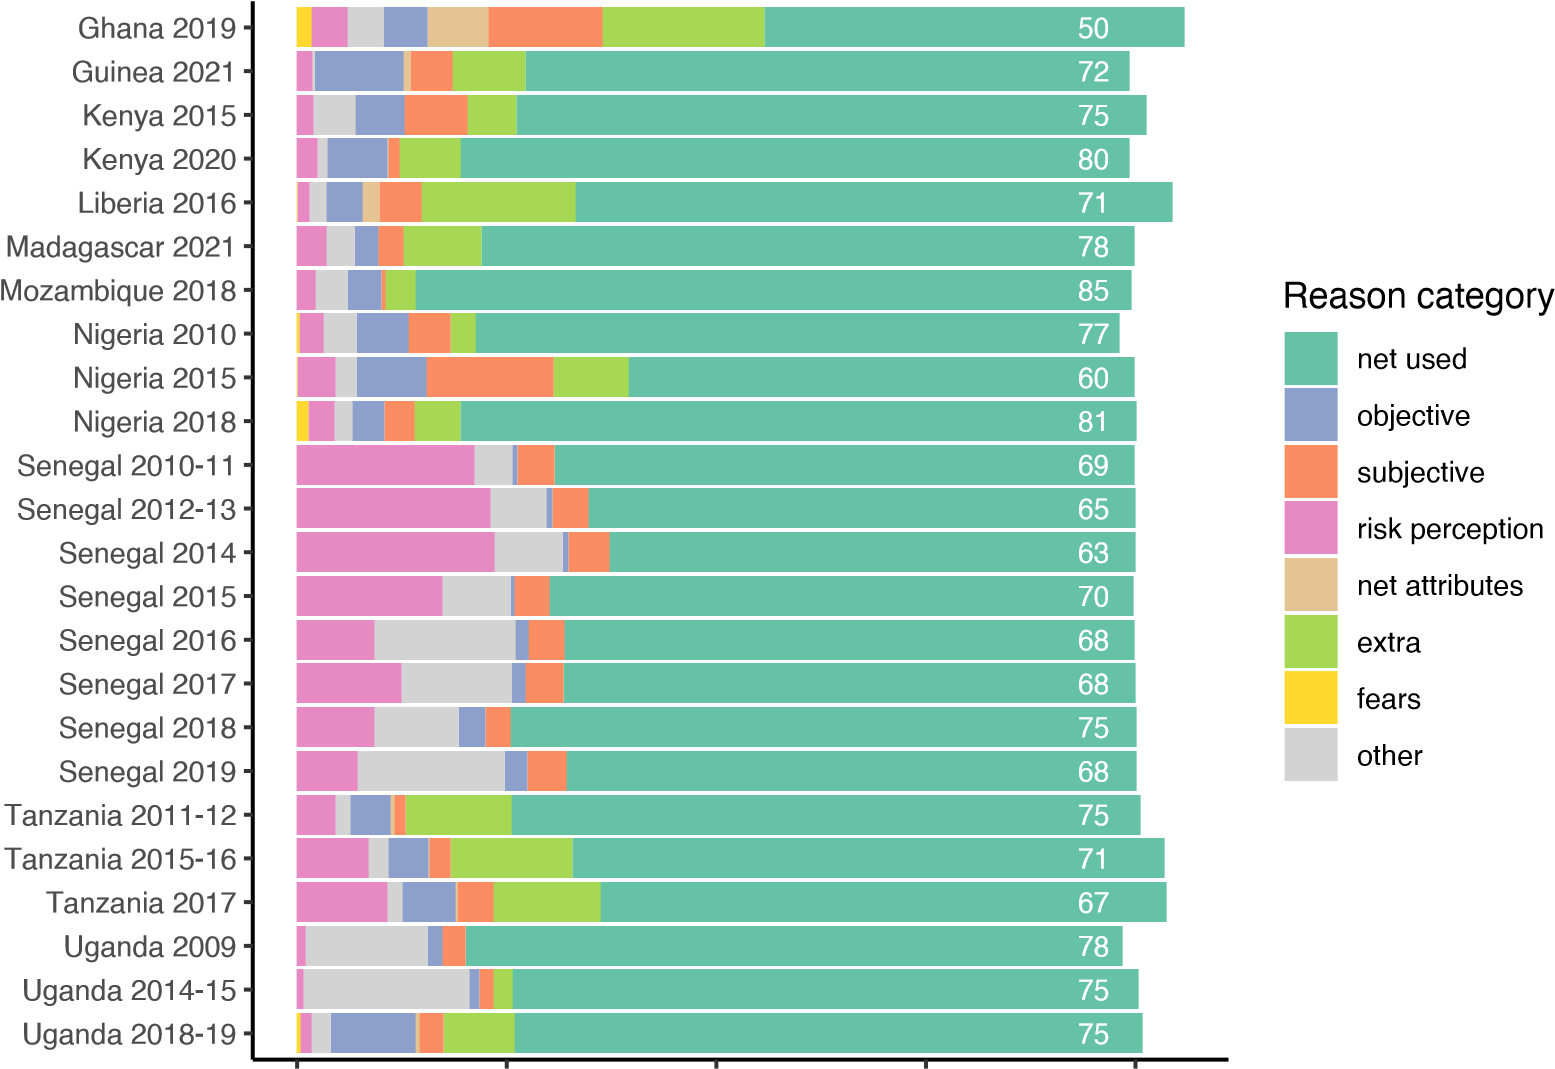 Ghana 2019 50
Guinea 2021 72
Kenya 2015 75
Kenya 2020 80
Liberia 2016 71
Madagascar 2021 78
Mozambique 2018 85
Nigeria 2010 77
Nigeria 2015 60
Nigeria 2018 81
Senegal 2010-11 69
Senegal 2012-13 65
Senegal 2014 63
Senegal 2015 70
Senegal 2016 68
Senegal 2017 68
Senegal 2018 75
Senegal 2019 68
Tanzania 2011-12 75
Tanzania 2015-16 71
Tanzania 2017 67
Uganda 2009 78
Uganda 2014-15 75
Uganda 2018-19 75
Reason category
net used
objective
subjective
risk perception
net attributes
extra
fears
other